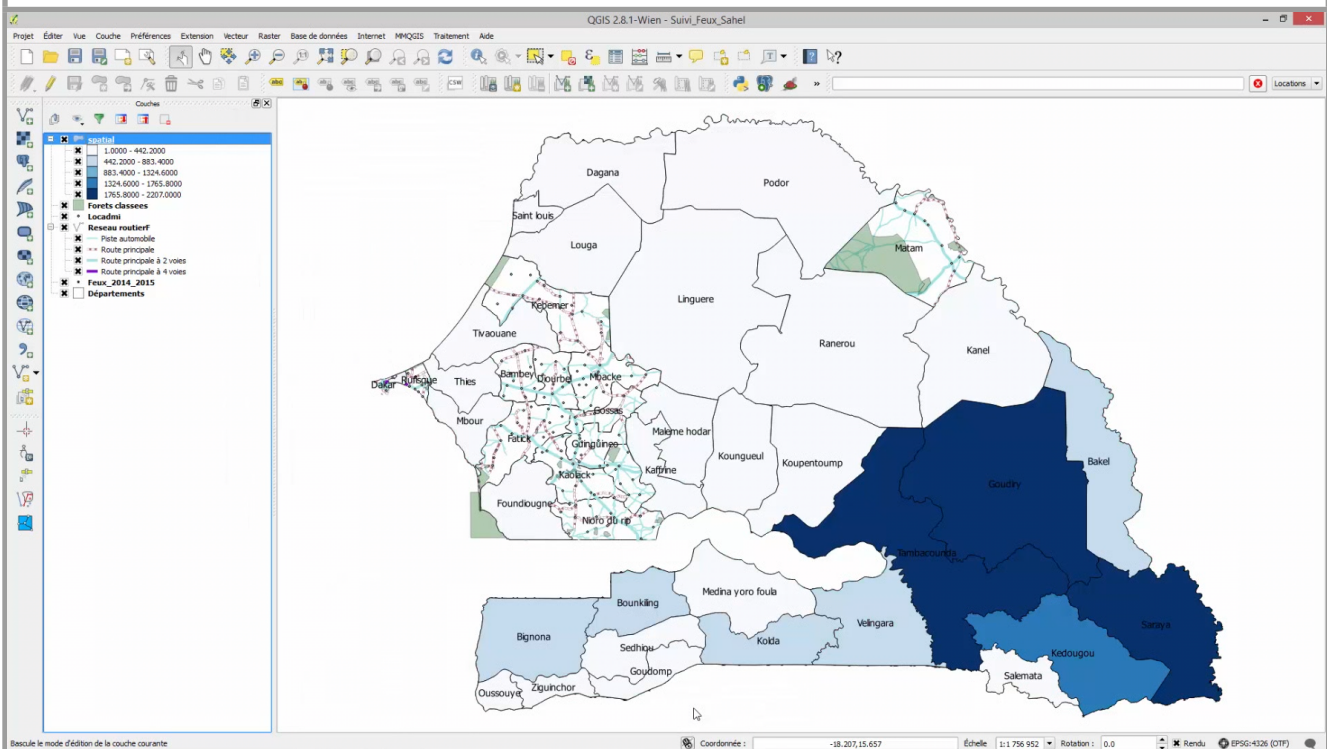 QGIS 2.8.1-Wien - Suivi_Feux_Sahel
Projet Éditer Vue Couche Préférences Extension Vecteur Raster Base de données Internet MMQGIS Traitement Aide
CSW
Locations
Couches
spatial
1.0000 - 442.2000
442.2000 - 883.4000
883.4000 - 1324.6000
1324.6000 - 1765.8000
1765.8000 - 2207.0000
Forets classees
Locadmi
Reseau routierF
Piste automobile
Route principale
Route principale à 2 voies
Route principale à 4 voies
Feux_2014_2015
Départements
Dagana
Podor
Saint louis
Louga
Matam
Linguere
Kebemer
Tivaouane
Ranerou
Kanel
Dakar
Rufisque
Thies
Bambey
Diourbel
Mbacke
Gossas
Mbour
Fatick
Guinguineo
Maleme hodar
Koungueul
Koupentoump
Bakel
Kaolack
Kaffrine
Goudiry
Foundiougne
Nioro du rip
Tambacounda
Medina yoro foula
Bounkiling
Velingara
Saraya
Bignona
Kolda
Sedhiou
Kedougou
Goudomp
Salemata
Oussouye
Ziguinchor
Bascule le mode d'édition de la couche courante
Coordonnée : -18.207,15.657 Échelle 1:1 756 952 Rotation : 0.0 Rendu EPSG:4326 (OTF)